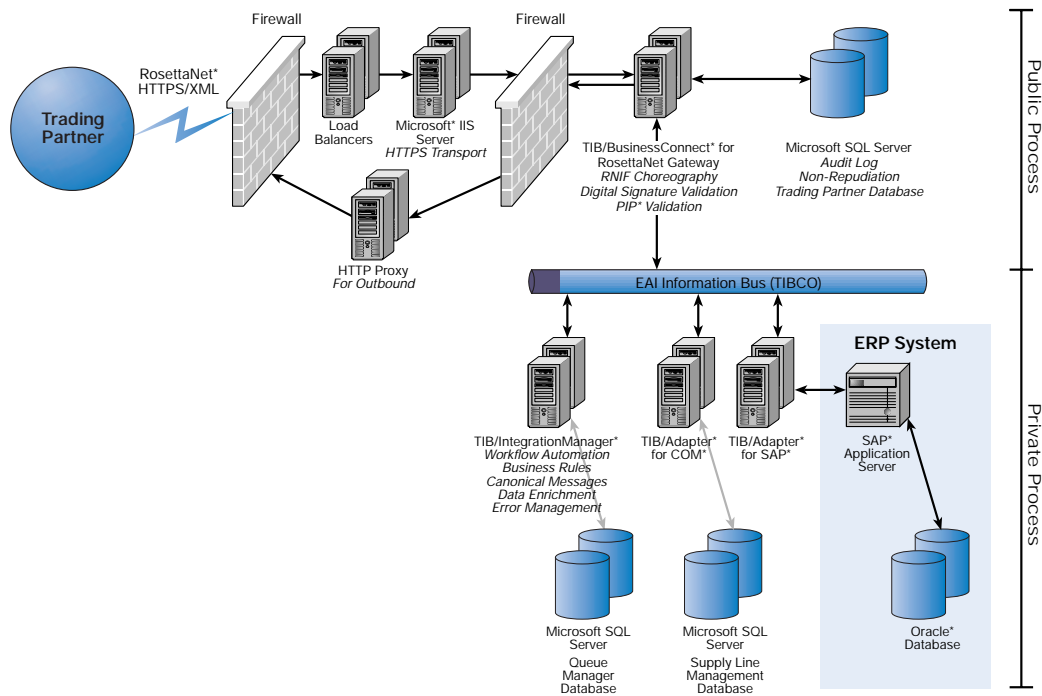 Firewall
Firewall
RosettaNet*
HTTPS/XML
Trading
Partner
Load
Balancers
Microsoft* IIS
Server
HTTPS Transport
TIB/BusinessConnect* for
RosettaNet Gateway
RNIF Choreography
Digital Signature Validation
PIP* Validation
Microsoft SQL Server
Audit Log
Non-Repudiation
Trading Partner Database
Public Process
HTTP Proxy
For Outbound
EAI Information Bus (TIBCO)
ERP System
TIB/IntegrationManager*
Workflow Automation
Business Rules
Canonical Messages
Data Enrichment
Error Management
TIB/Adapter*
for COM*
TIB/Adapter*
for SAP*
SAP*
Application
Server
Private Process
Microsoft SQL
Server
Queue
Manager
Database
Microsoft SQL
Server
Supply Line
Management
Database
Oracle*
Database